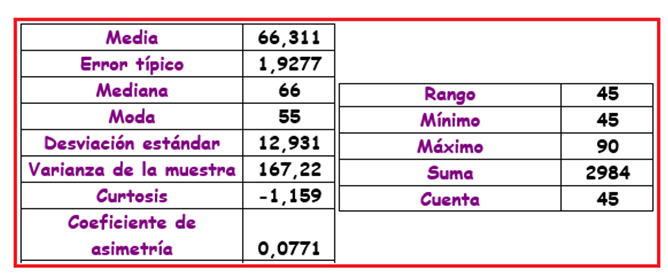 Media 66,311
Error típico 1,9277
Mediana 66
Moda 55
Desviación estándar 12,931
Varianza de la muestra 167,22
Curtosis -1,159
Coeficiente de
asimetría 0,0771
Rango 45
Mínimo 45
Máximo 90
Suma 2984
Cuenta 45